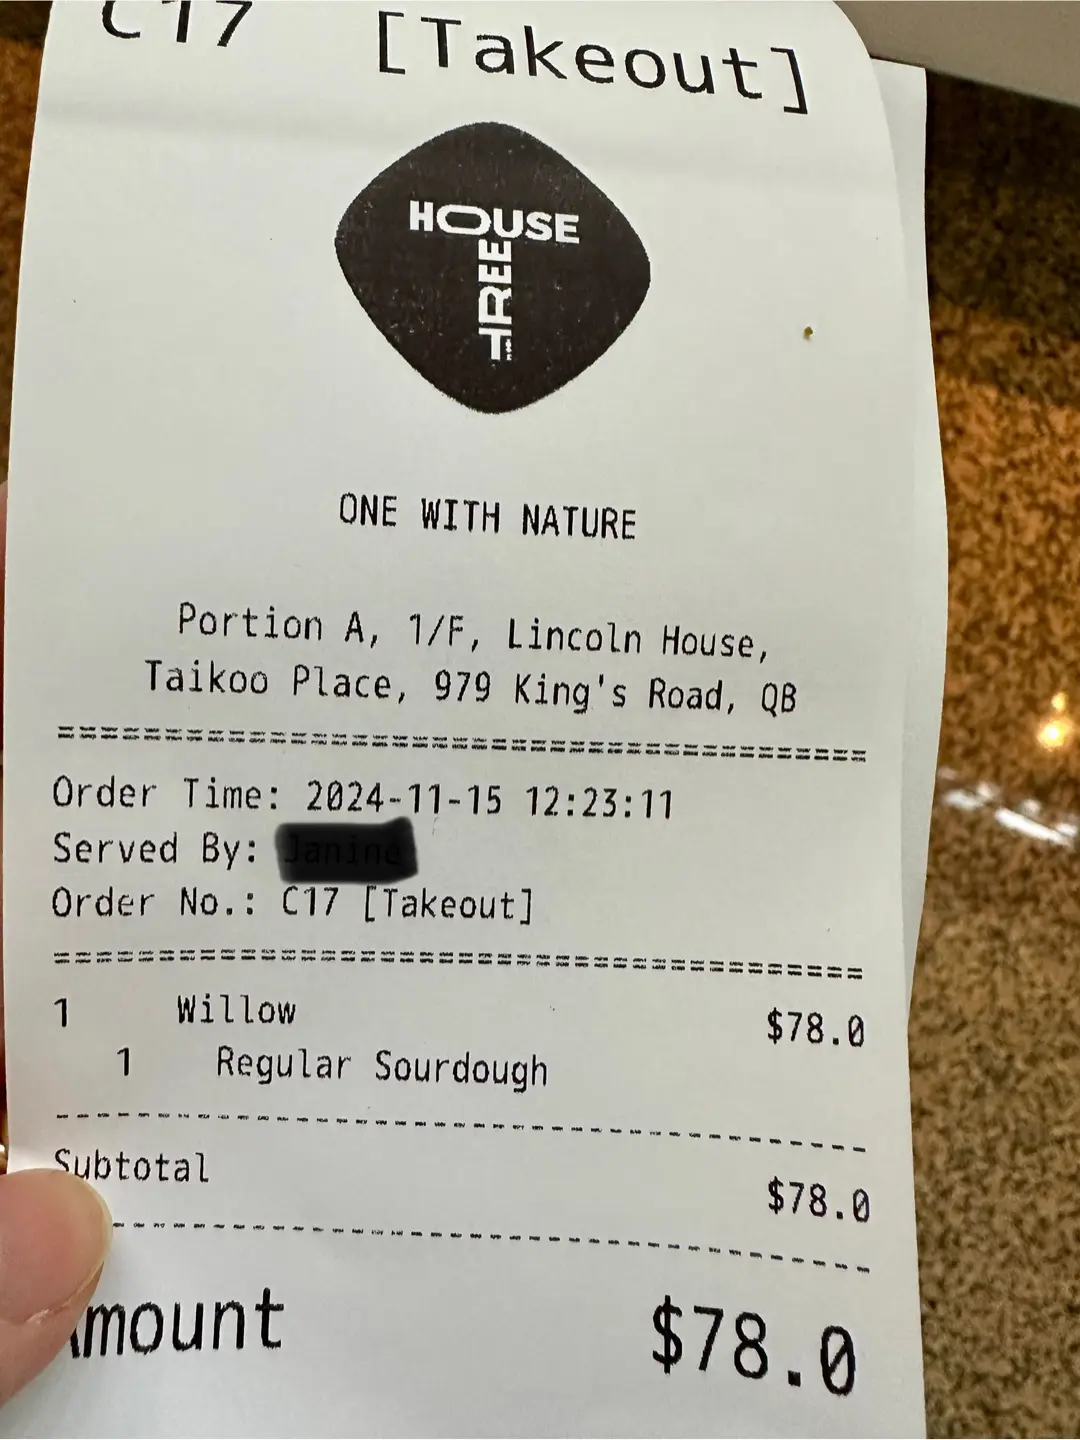 C17 [Takeout]
HOUSE
TREE
ONE WITH NATURE
Portion A, 1/F, Lincoln House,
Taikoo Place, 979 King's Road, QB
Order Time: 2024-11-15 12:23:11
Served By:
Order No.: C17 [Takeout]
1 Willow $78.0
1 Regular Sourdough
Subtotal $78.0
Amount $78.0